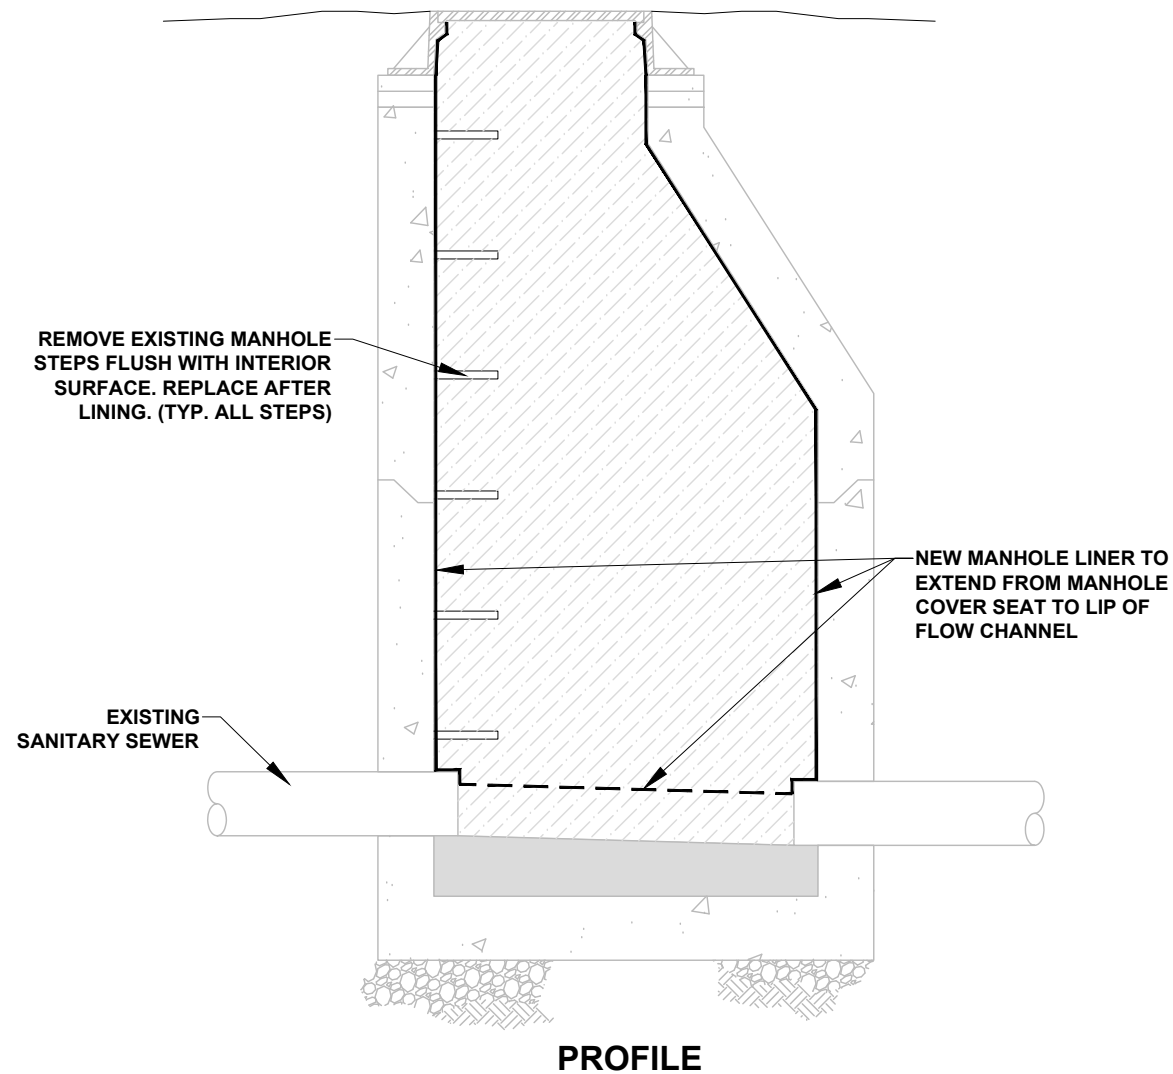 REMOVE EXISTING MANHOLE
STEPS FLUSH WITH INTERIOR
SURFACE. REPLACE AFTER
LINING. (TYP. ALL STEPS)
NEW MANHOLE LINER TO
EXTEND FROM MANHOLE
COVER SEAT TO LIP OF
FLOW CHANNEL
EXISTING
SANITARY SEWER
PROFILE